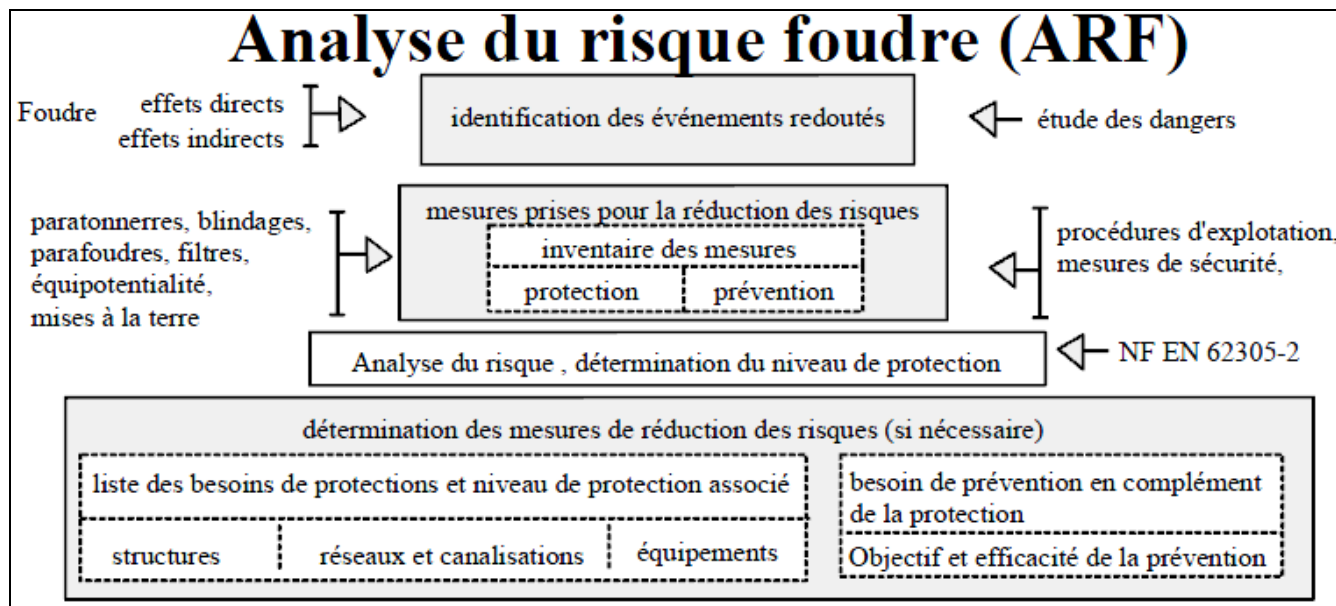 Analyse du risque foudre (ARF)
Foudre
effets directs
effets indirects
identification des événements redoutés
étude des dangers
paratonnerres, blindages,
parafoudres, filtres,
équipotentialité,
mises à la terre
mesures prises pour la réduction des risques
inventaire des mesures
protection
prévention
procédures d'explotation,
mesures de sécurité,
Analyse du risque , détermination du niveau de protection
NF EN 62305-2
détermination des mesures de réduction des risques (si nécessaire)
liste des besoins de protections et niveau de protection associé
structures
réseaux et canalisations
équipements
besoin de prévention en complément
de la protection
Objectif et efficacité de la prévention